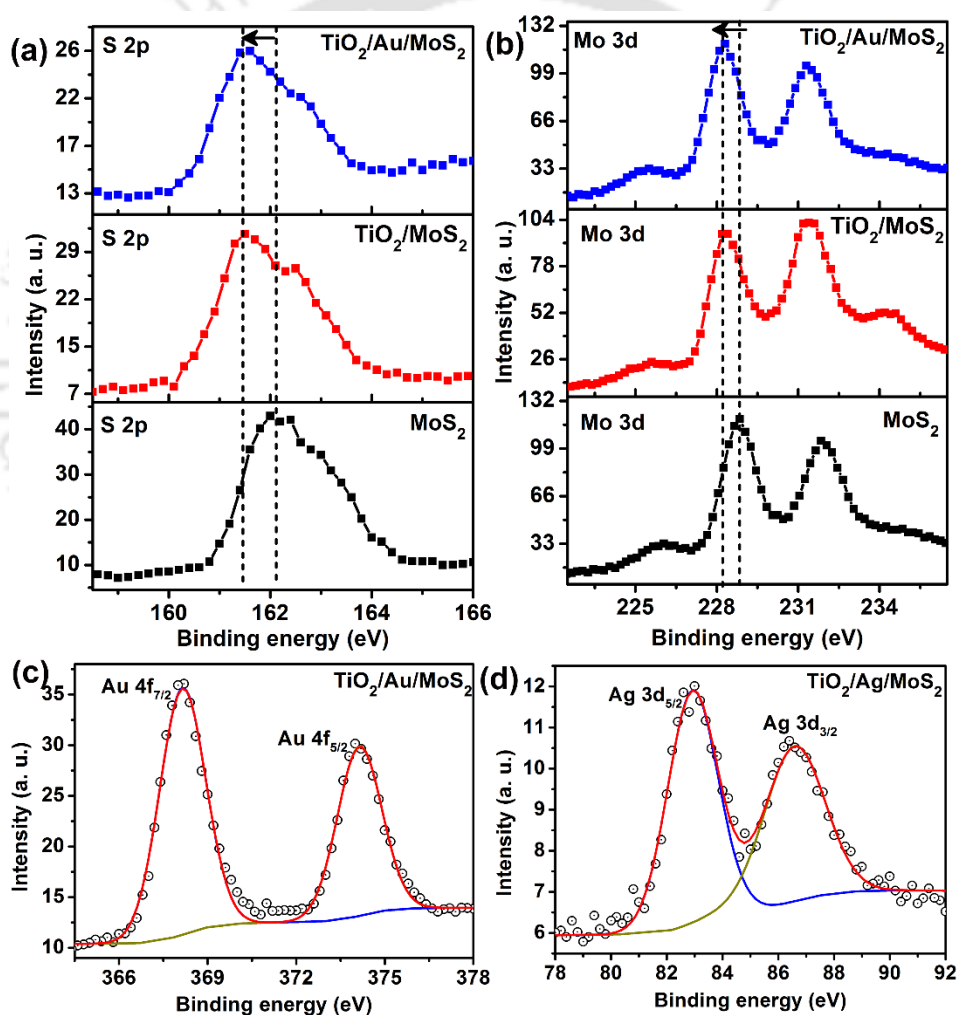 (a)
S 2p
TiO₂/Au/MoS₂
26
22
17
13
S 2p
TiO₂/MoS₂
29
22
15
7
S 2p
MoS₂
40
30
20
10
Intensity (a. u.)
160 162 164 166
Binding energy (eV)
(b)
Mo 3d
TiO₂/Au/MoS₂
132
99
66
33
Mo 3d
TiO₂/MoS₂
104
78
52
26
Mo 3d
MoS₂
132
99
66
33
Intensity (a. u.)
225 228 231 234
Binding energy (eV)
(c)
TiO₂/Au/MoS₂
Au 4f₇/₂
Au 4f₅/₂
35
30
25
20
15
10
Intensity (a. u.)
366 369 372 375 378
Binding energy (eV)
(d)
TiO₂/Ag/MoS₂
Ag 3d₅/₂
Ag 3d₃/₂
12
11
10
9
8
7
6
Intensity (a. u.)
78 80 82 84 86 88 90 92
Binding energy (eV)